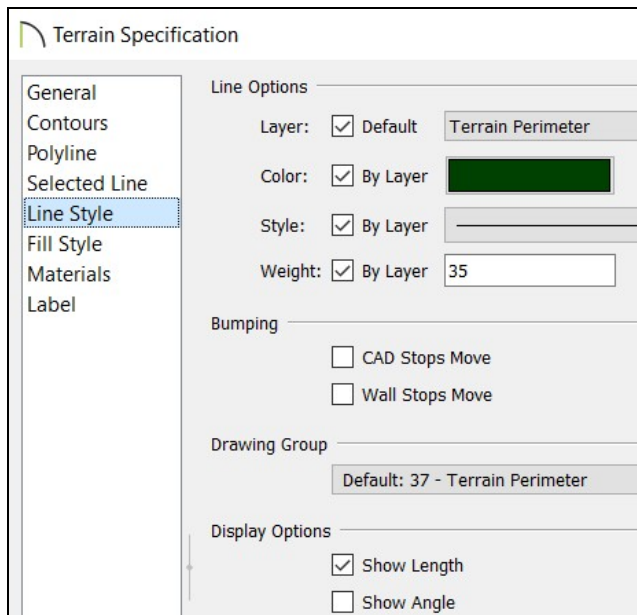 Terrain Specification
General
Contours
Polyline
Selected Line
Line Style
Fill Style
Materials
Label
Line Options
Layer: Default Terrain Perimeter
Color: By Layer
Style: By Layer
Weight: By Layer 35
Bumping
CAD Stops Move
Wall Stops Move
Drawing Group
Default: 37 - Terrain Perimeter
Display Options
Show Length
Show Angle